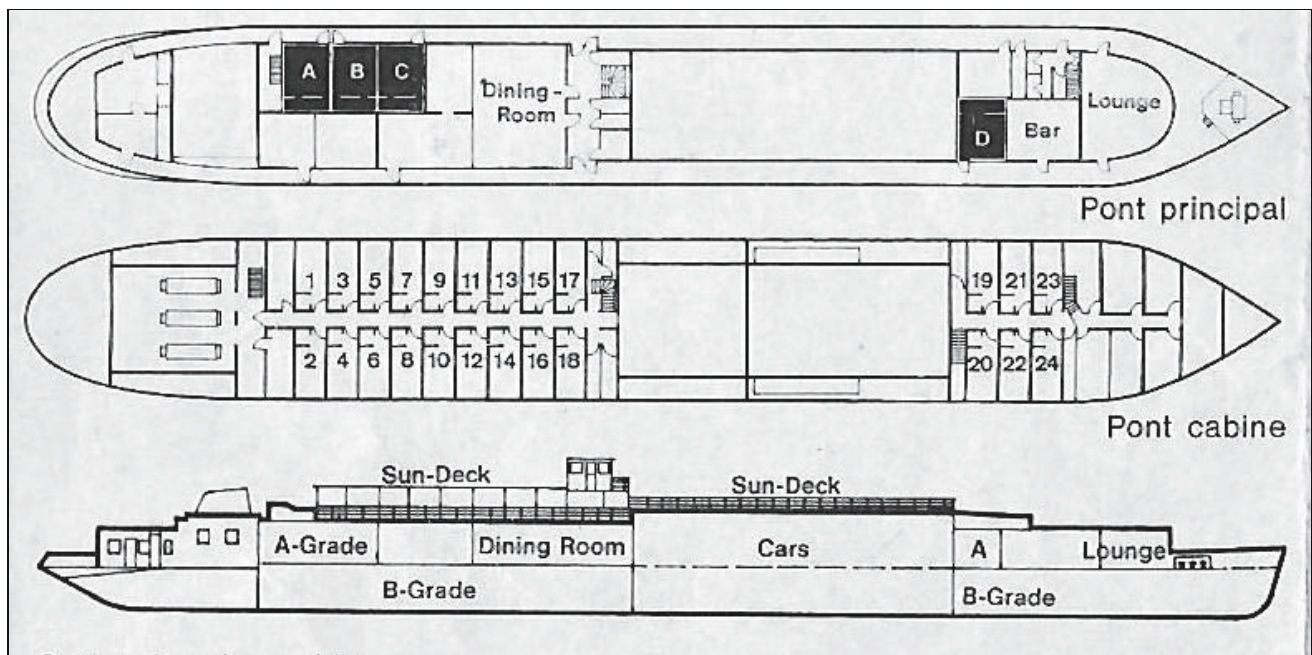 A B C
Dining-
Room
D
Bar
Lounge
Pont principal
1 3 5 7 9 11 13 15 17 19 21 23
2 4 6 8 10 12 14 16 18 20 22 24
Pont cabine
Sun-Deck
Sun-Deck
A-Grade
Dining Room
Cars
A
Lounge
B-Grade
B-Grade